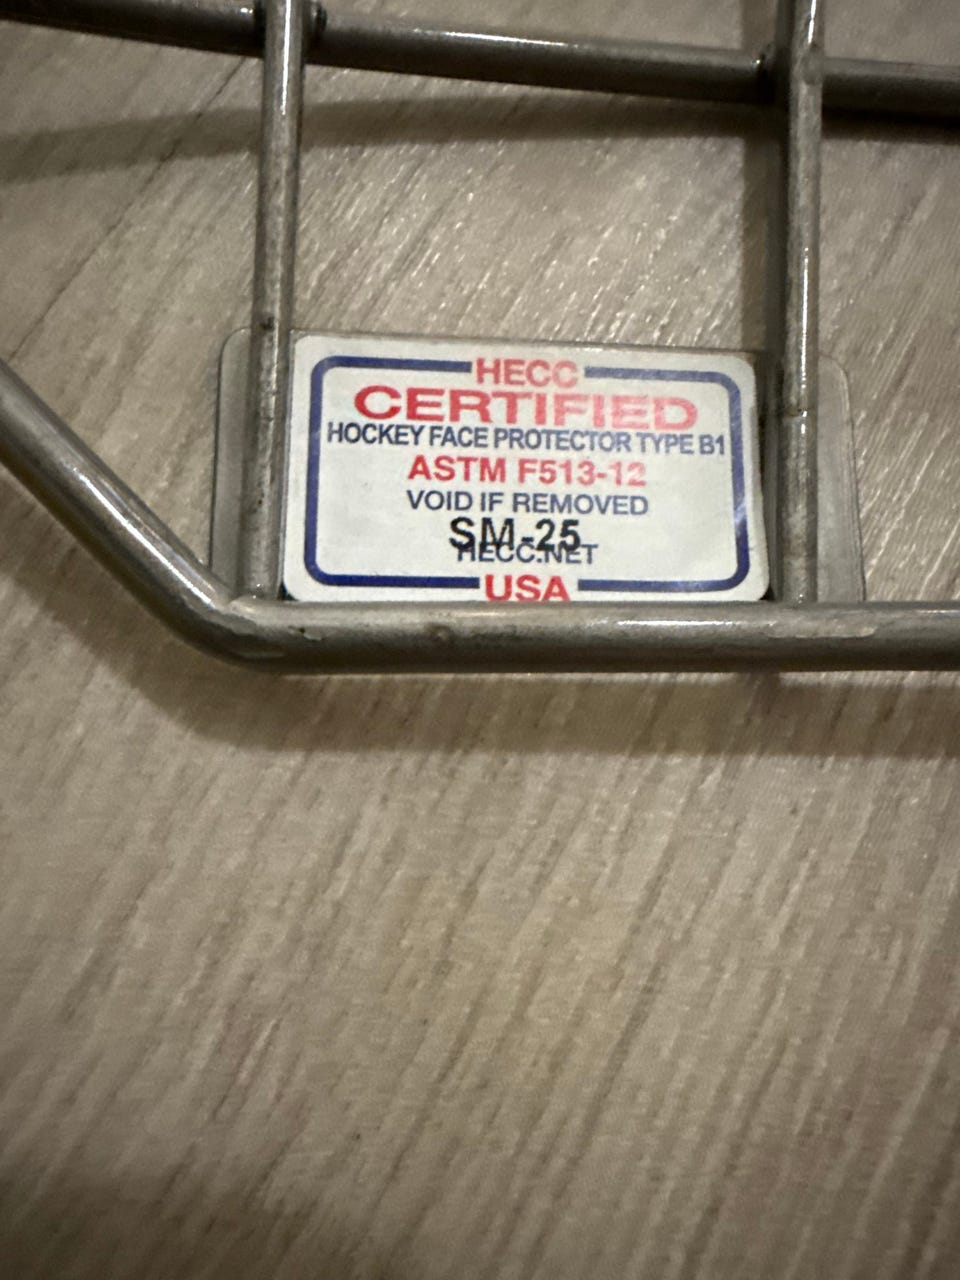 HECC
CERTIFIED
HOCKEY FACE PROTECTOR TYPE B1
ASTM F513-12
VOID IF REMOVED
SM-25
HECC.NET
USA